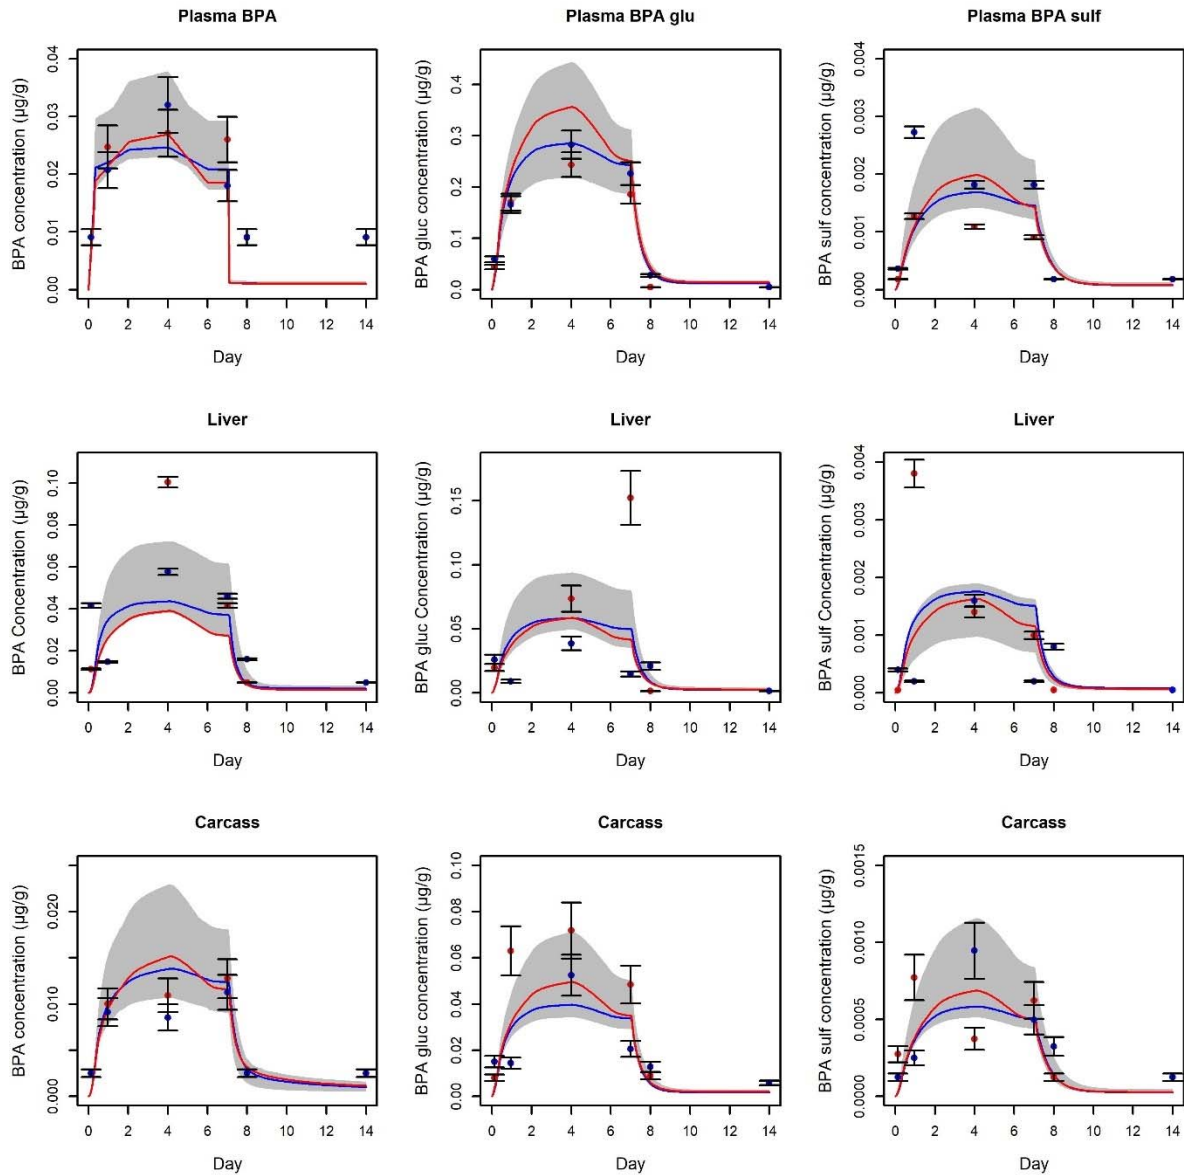 Plasma BPA
BPA concentration (µg/g)
0.04
0.03
0.02
0.01
0.00
0 2 4 6 8 10 12 14
Day
Plasma BPA glu
BPA gluc concentration (µg/g)
0.4
0.3
0.2
0.1
0.0
0 2 4 6 8 10 12 14
Day
Plasma BPA sulf
BPA sulf concentration (µg/g)
0.004
0.003
0.002
0.001
0.000
0 2 4 6 8 10 12 14
Day
Liver
BPA Concentration (µg/g)
0.10
0.08
0.06
0.04
0.02
0.00
0 2 4 6 8 10 12 14
Day
Liver
BPA gluc Concentration (µg/g)
0.15
0.10
0.05
0.00
0 2 4 6 8 10 12 14
Day
Liver
BPA sulf Concentration (µg/g)
0.004
0.003
0.002
0.001
0.000
0 2 4 6 8 10 12 14
Day
Carcass
BPA concentration (µg/g)
0.020
0.010
0.000
0 2 4 6 8 10 12 14
Day
Carcass
BPA gluc concentration (µg/g)
0.10
0.08
0.06
0.04
0.02
0.00
0 2 4 6 8 10 12 14
Day
Carcass
BPA sulf concentration (µg/g)
0.0015
0.0010
0.0005
0.0000
0 2 4 6 8 10 12 14
Day